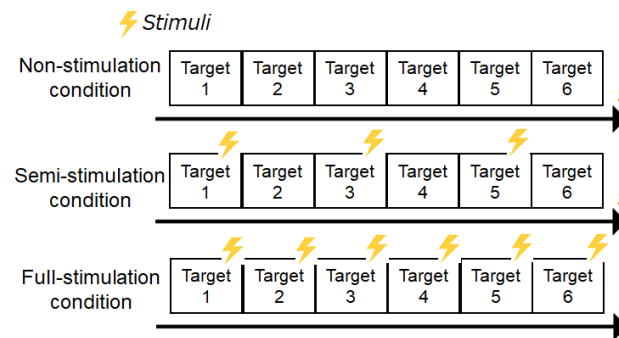 Stimuli
Non-stimulation
condition
Target Target Target Target Target Target
1 2 3 4 5 6
Semi-stimulation
condition
Target Target Target Target Target Target
1 2 3 4 5 6
Full-stimulation
condition
Target Target Target Target Target Target
1 2 3 4 5 6